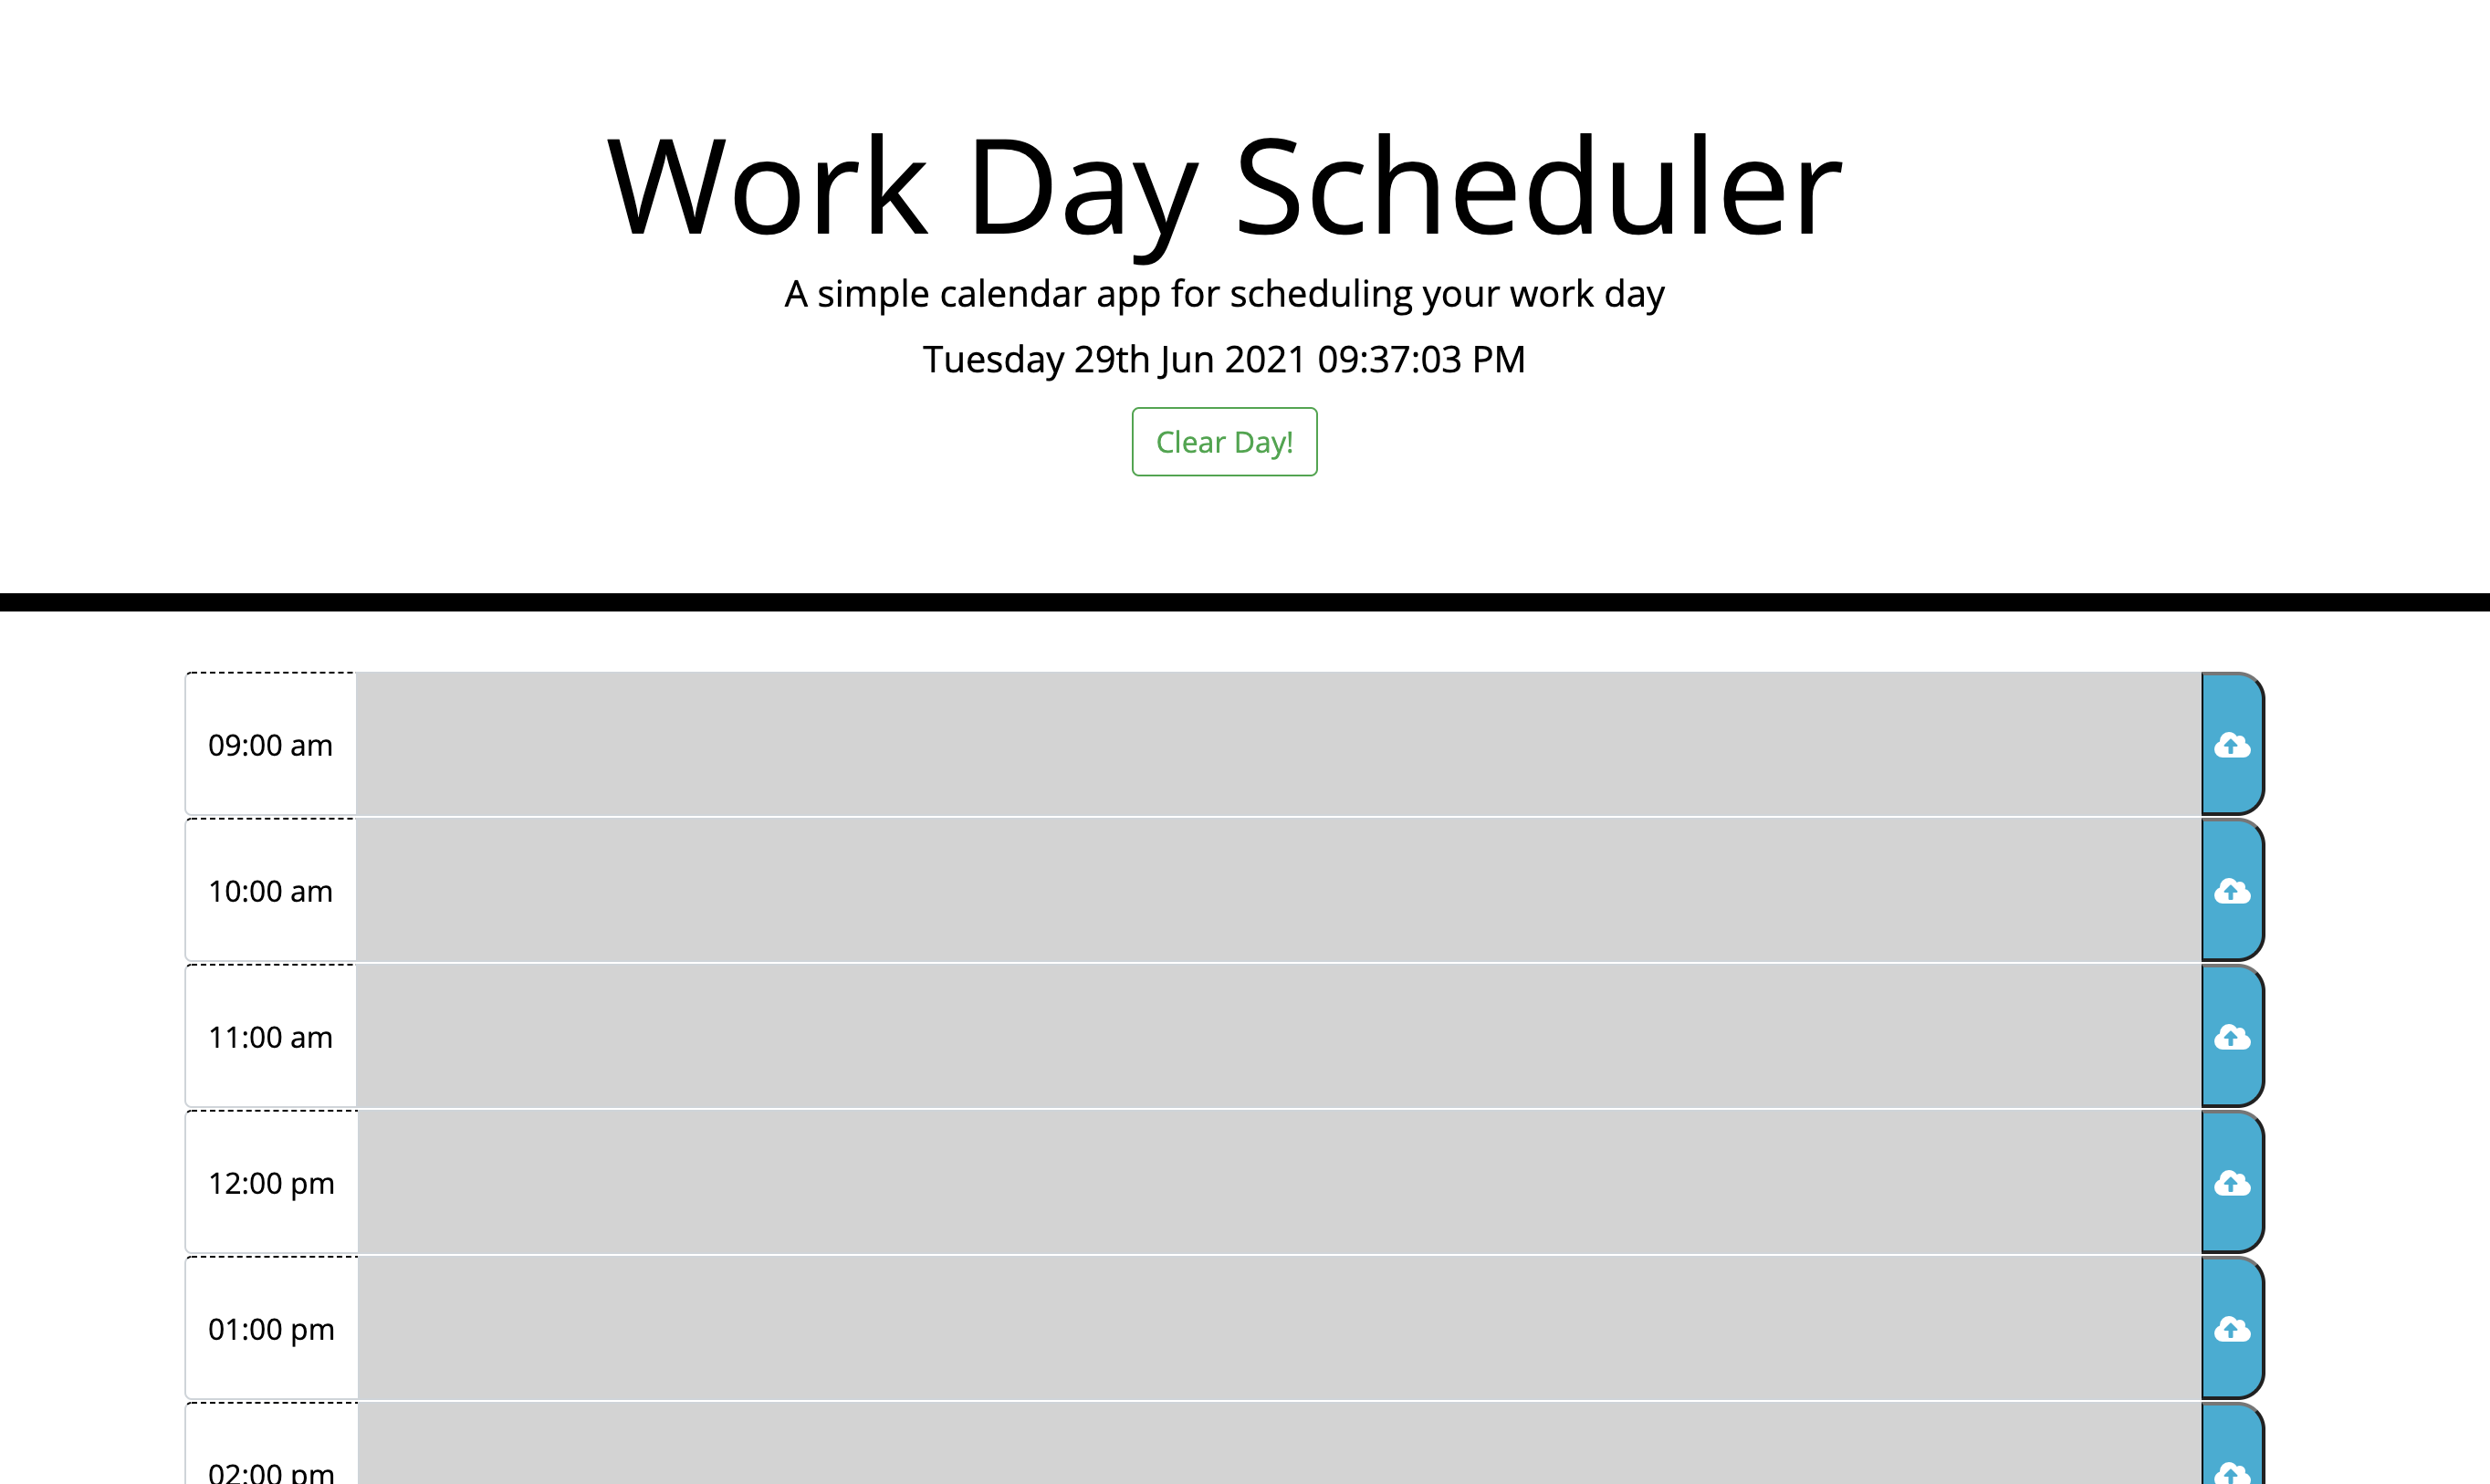 Work Day Scheduler
A simple calendar app for scheduling your work day
Tuesday 29th Jun 2021 09:37:03 PM
Clear Day!
09:00 am
10:00 am
11:00 am
12:00 pm
01:00 pm
02:00 pm